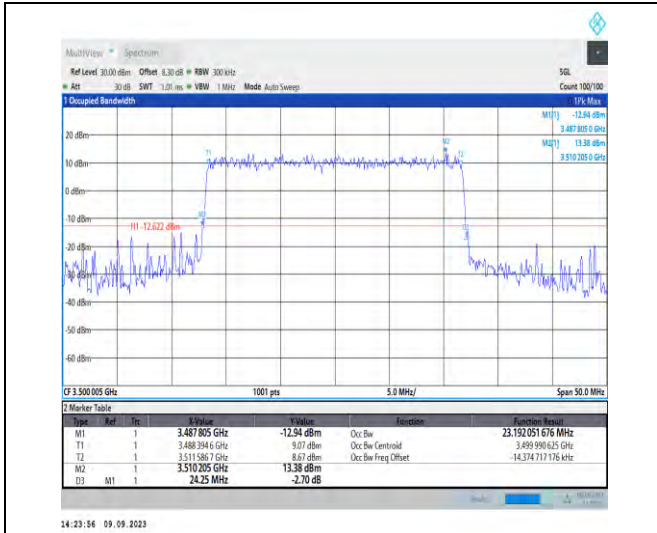 MultiView Spectrum
Ref Level 30.00 dBm Offset 8.30 dB RBW 300 kHz SGL
Att 30 dB SWT 1.01 ms VBW 1 MHz Mode Auto Sweep Count 100/100
1 Occupied Bandwidth 1Pk Max
M1[1] -12.94 dBm
3.487 805 0 GHz
M2[1] 13.38 dBm
3.510 205 0 GHz
20 dBm
M2
T1
T2
10 dBm
0 dBm
-10 dBm
H1 -12.622 dBm
D3
-20 dBm
-30 dBm
-40 dBm
-50 dBm
-60 dBm
CF 3.500 005 GHz 1001 pts 5.0 MHz/ Span 50.0 MHz
2 Marker Table
Type Ref Trc X-Value Y-Value Function Function Result
M1 1 3.487 805 GHz -12.94 dBm Occ Bw 23.192 051 676 MHz
T1 1 3.488 394 6 GHz 9.07 dBm Occ Bw Centroid 3.499 990 625 GHz
T2 1 3.511 586 7 GHz 8.67 dBm Occ Bw Freq Offset -14.374 717 176 kHz
M2 1 3.510 205 GHz 13.38 dBm
D3 M1 1 24.25 MHz -2.70 dB
14:23:56 09.09.2023